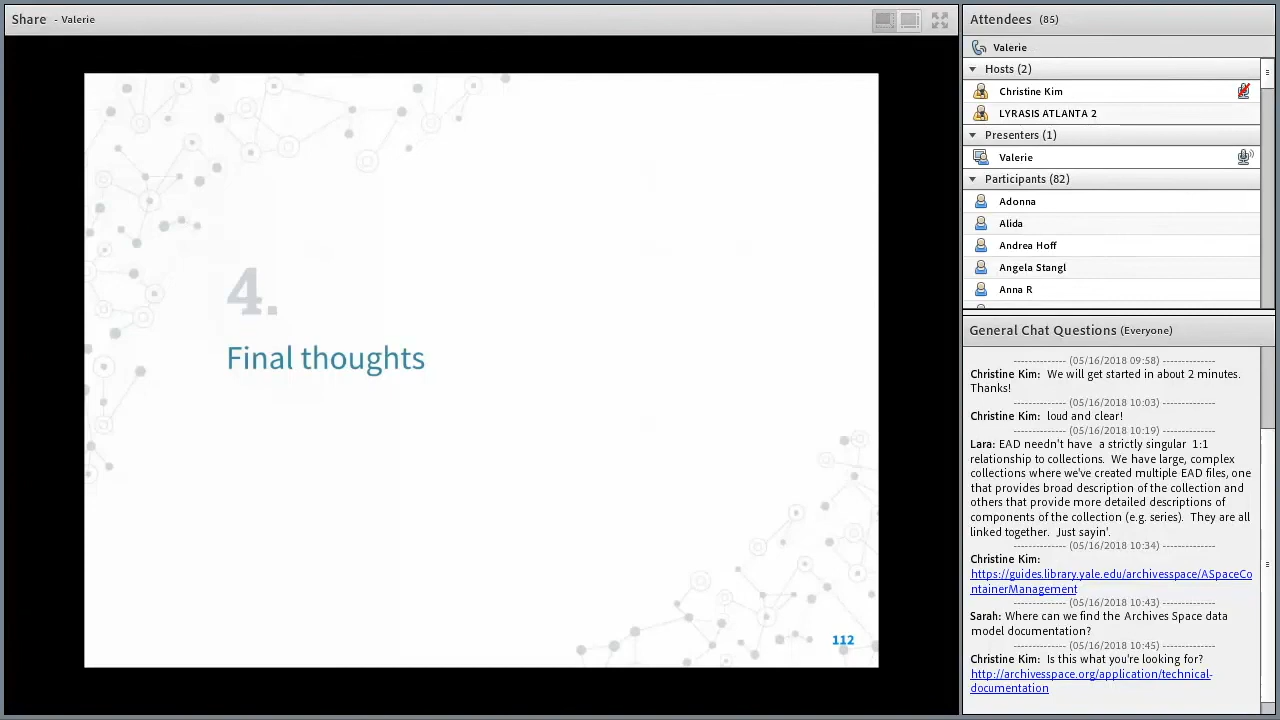 Share - Valerie
4.
Final thoughts
112
Attendees (85)
Valerie
Hosts (2)
Christine Kim
LYRASIS ATLANTA 2
Presenters (1)
Valerie
Participants (82)
Adonna
Alida
Andrea Hoff
Angela Stangl
Anna R
General Chat Questions (Everyone)
------------- (05/16/2018 09:58) -------------
Christine Kim: We will get started in about 2 minutes.
Thanks!
------------- (05/16/2018 10:03) -------------
Christine Kim: loud and clear!
------------- (05/16/2018 10:19) -------------
Lara: EAD needn't have a strictly singular 1:1
relationship to collections. We have large, complex
collections where we've created multiple EAD files, one
that provides broad description of the collection and
others that provide more detailed descriptions of
components of the collection (e.g. series). They are all
linked together. Just sayin'.
------------- (05/16/2018 10:34) -------------
Christine Kim:
https://guides.library.yale.edu/archivesspace/ASpaceCo
ntainerManagement
------------- (05/16/2018 10:43) -------------
Sarah: Where can we find the Archives Space data
model documentation?
------------- (05/16/2018 10:45) -------------
Christine Kim: Is this what you're looking for?
http://archivesspace.org/application/technical-
documentation